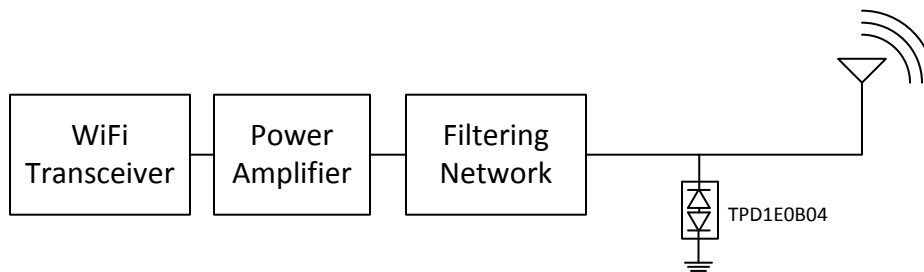 WiFi
Transceiver
Power
Amplifier
Filtering
Network
TPD1E0B04